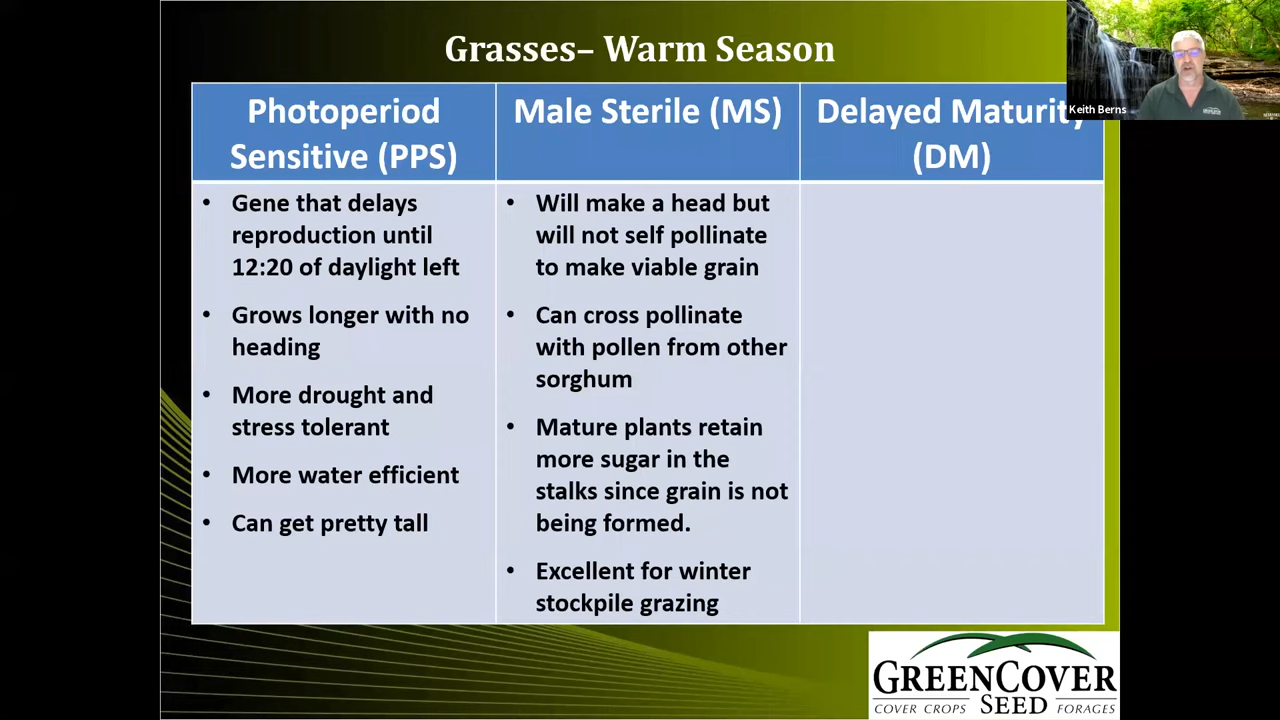 Grasses– Warm Season
Keith Berns
Photoperiod
Sensitive (PPS)
Male Sterile (MS)
Delayed Maturity
(DM)
• Gene that delays
reproduction until
12:20 of daylight left
• Grows longer with no
heading
• More drought and
stress tolerant
• More water efficient
• Can get pretty tall
• Will make a head but
will not self pollinate
to make viable grain
• Can cross pollinate
with pollen from other
sorghum
• Mature plants retain
more sugar in the
stalks since grain is not
being formed.
• Excellent for winter
stockpile grazing
GREENCOVER
COVER CROPS SEED FORAGES